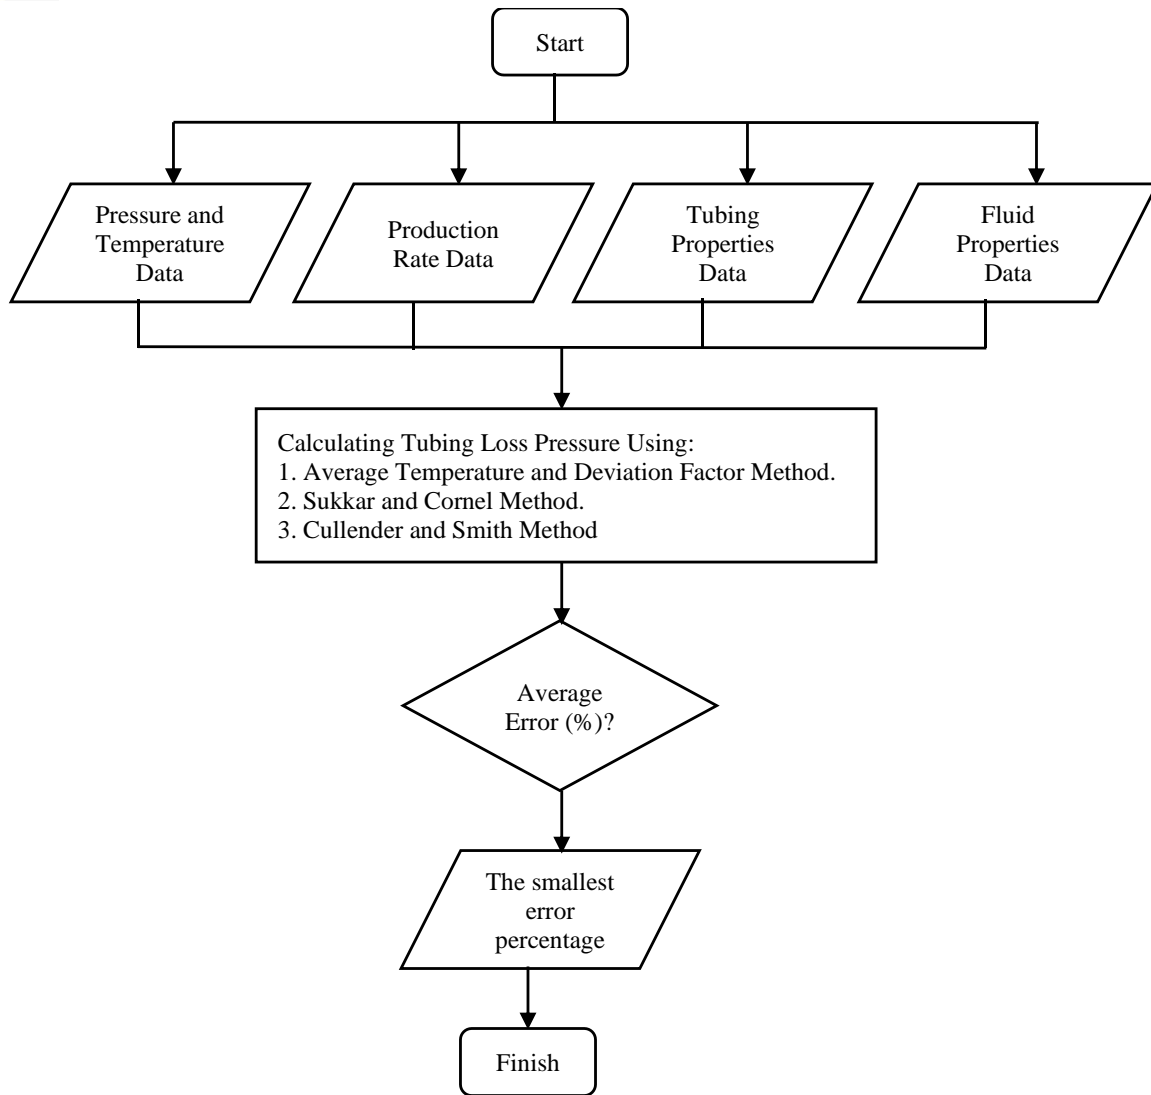 Start
Pressure and
Temperature
Data
Production
Rate Data
Tubing
Properties
Data
Fluid
Properties
Data
Calculating Tubing Loss Pressure Using:
1. Average Temperature and Deviation Factor Method.
2. Sukkar and Cornel Method.
3. Cullender and Smith Method
Average
Error (%)?
The smallest
error
percentage
Finish